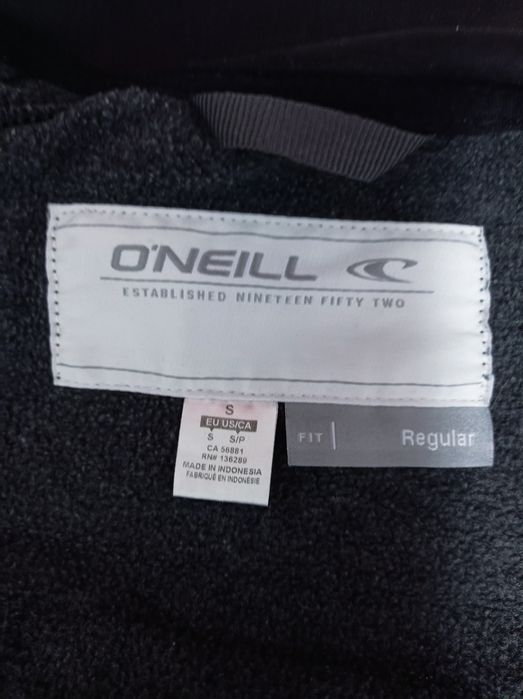 O'NEILL
ESTABLISHED NINETEEN FIFTY TWO
S
EU US/CA
S S/P
CA 56881
RN# 136289
MADE IN INDONESIA
FABRIQUÉ EN INDONÉSIE
FIT | Regular